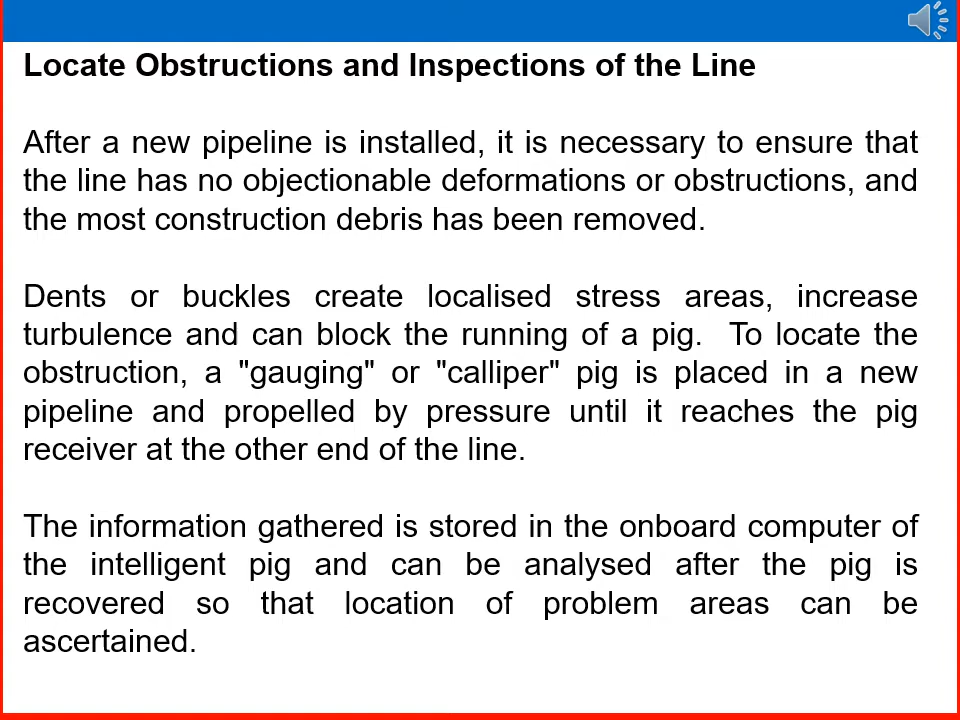 Locate Obstructions and Inspections of the Line
After a new pipeline is installed, it is necessary to ensure that
the line has no objectionable deformations or obstructions, and
the most construction debris has been removed.
Dents or buckles create localised stress areas, increase
turbulence and can block the running of a pig. To locate the
obstruction, a "gauging" or "calliper" pig is placed in a new
pipeline and propelled by pressure until it reaches the pig
receiver at the other end of the line.
The information gathered is stored in the onboard computer of
the intelligent pig and can be analysed after the pig is
recovered so that location of problem areas can be
ascertained.